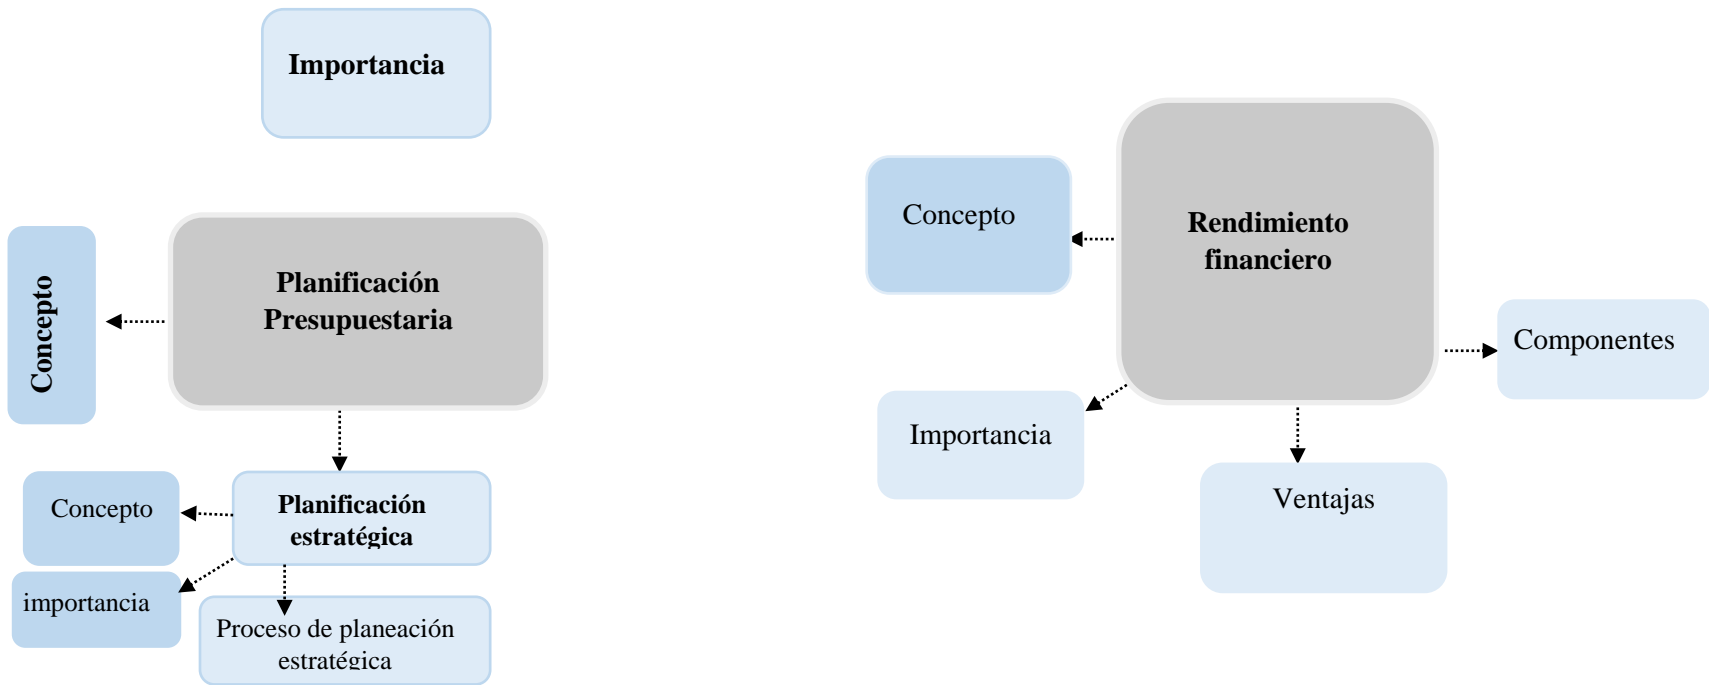 Importancia
Planificación
Presupuestaria
Concepto
Planificación
estratégica
Concepto
importancia
Proceso de planeación
estratégica
Rendimiento
financiero
Concepto
Componentes
Importancia
Ventajas